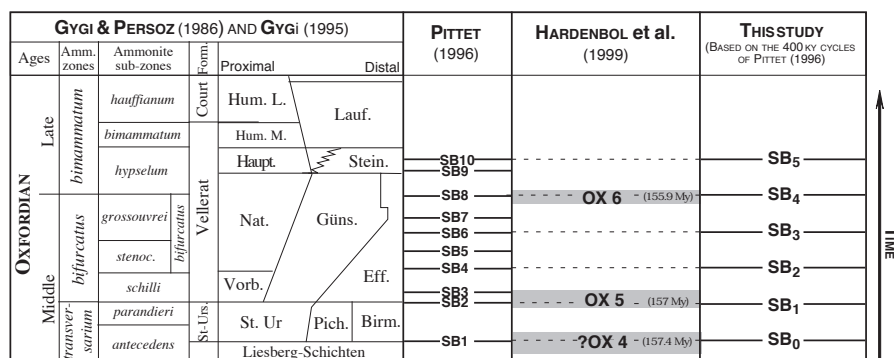 GYGI & PERSOZ (1986) AND GYGi (1995)
PITTET
(1996)
HARDENBOL et al.
(1999)
THIS STUDY
(BASED ON THE 400 KY CYCLES
OF PITTET (1996)
Ages
Amm.
zones
Ammonite
sub-zones
Form.
Proximal
Distal
OXFORDIAN
Late
Middle
bimammatum
bifurcatus
transver-
sarium
hauffianum
bimammatum
hypselum
grossouvrei
stenoc.
bifurcatus
schilli
parandieri
antecedens
Court
Vellerat
St-Urs.
Hum. L.
Lauf.
Hum. M.
Haupt.
Stein.
Nat.
Güns.
Vorb.
Eff.
St. Ur
Pich.
Birm.
Liesberg-Schichten
SB10
SB9
SB8
SB7
SB6
SB5
SB4
SB3
SB2
SB1
OX 6 (155.9 My)
OX 5 (157 My)
?OX 4 (157.4 My)
SB5
SB4
SB3
SB2
SB1
SB0
TIME